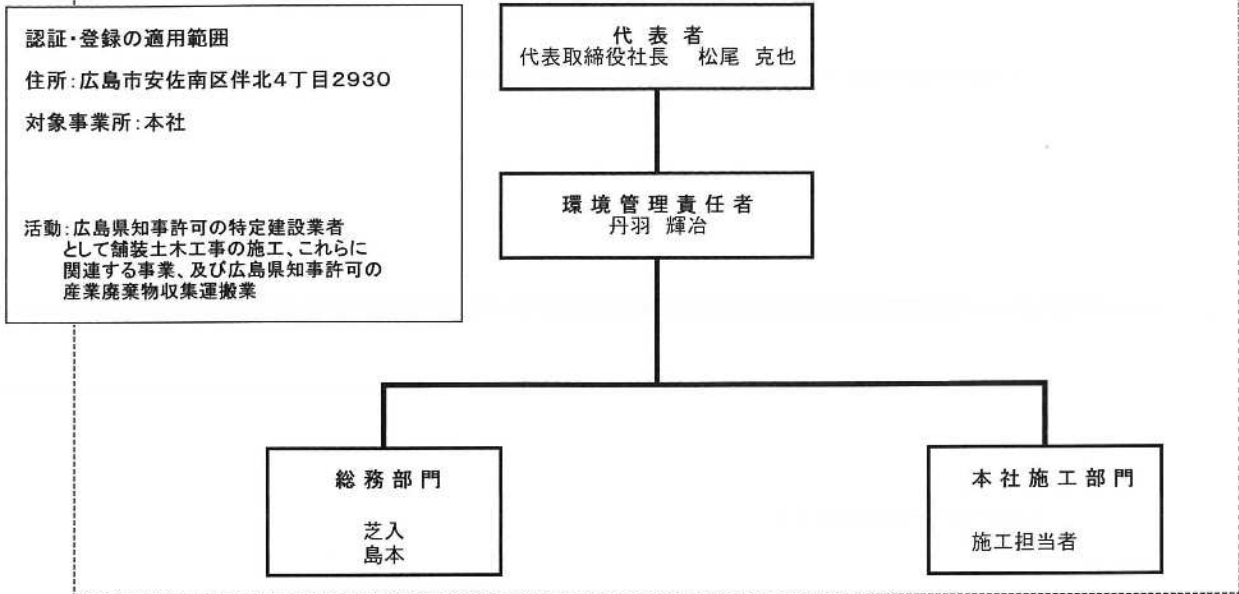 認証・登録の適用範囲
住所:広島市安佐南区伴北4丁目2930
対象事業所:本社
活動:広島県知事許可の特定建設業者
として舗装土木工事の施工、これらに
関連する事業、及び広島県知事許可の
産業廃棄物収集運搬業
代表者
代表取締役社長 松尾 克也
環境管理責任者
丹羽 輝冶
総務部門
芝入
島本
本社施工部門
施工担当者